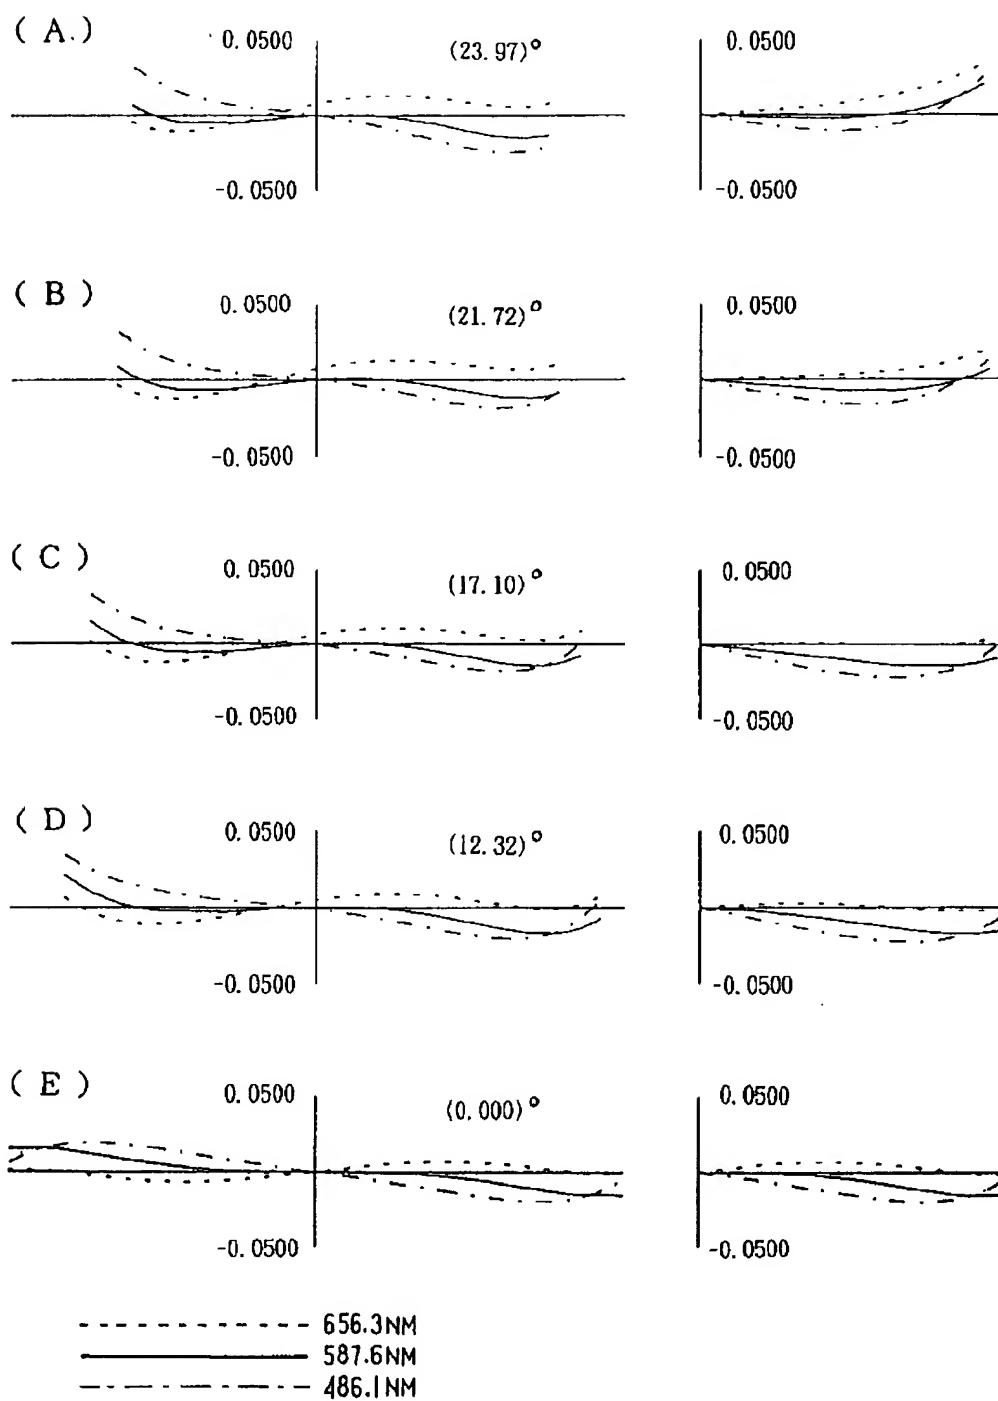 ( A )
0.0500 (23.97)° 0.0500
-0.0500 -0.0500
( B )
0.0500 (21.72)° 0.0500
-0.0500 -0.0500
( C )
0.0500 (17.10)° 0.0500
-0.0500 -0.0500
( D )
0.0500 (12.32)° 0.0500
-0.0500 -0.0500
( E )
0.0500 (0.000)° 0.0500
-0.0500 -0.0500
656.3NM
587.6NM
486.1NM